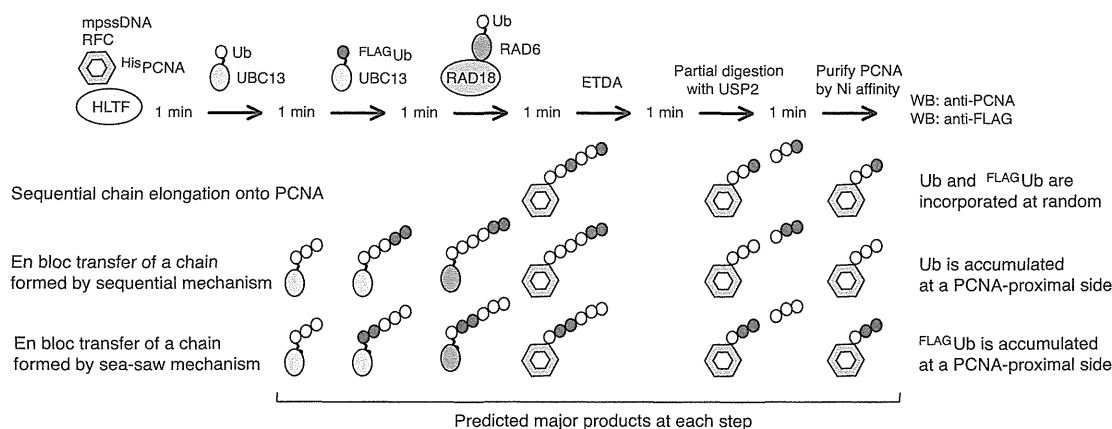 mpssDNA
RFC
HisPCNA
HLTF
1 min
Ub
UBC13
1 min
FLAGUb
UBC13
1 min
Ub
RAD6
RAD18
1 min
ETDA
1 min
Partial digestion
with USP2
1 min
Purify PCNA
by Ni affinity
WB: anti-PCNA
WB: anti-FLAG
Sequential chain elongation onto PCNA
Ub and FLAGUb are
incorporated at random
En bloc transfer of a chain
formed by sequential mechanism
Ub is accumulated
at a PCNA-proximal side
En bloc transfer of a chain
formed by sea-saw mechanism
FLAGUb is accumulated
at a PCNA-proximal side
Predicted major products at each step